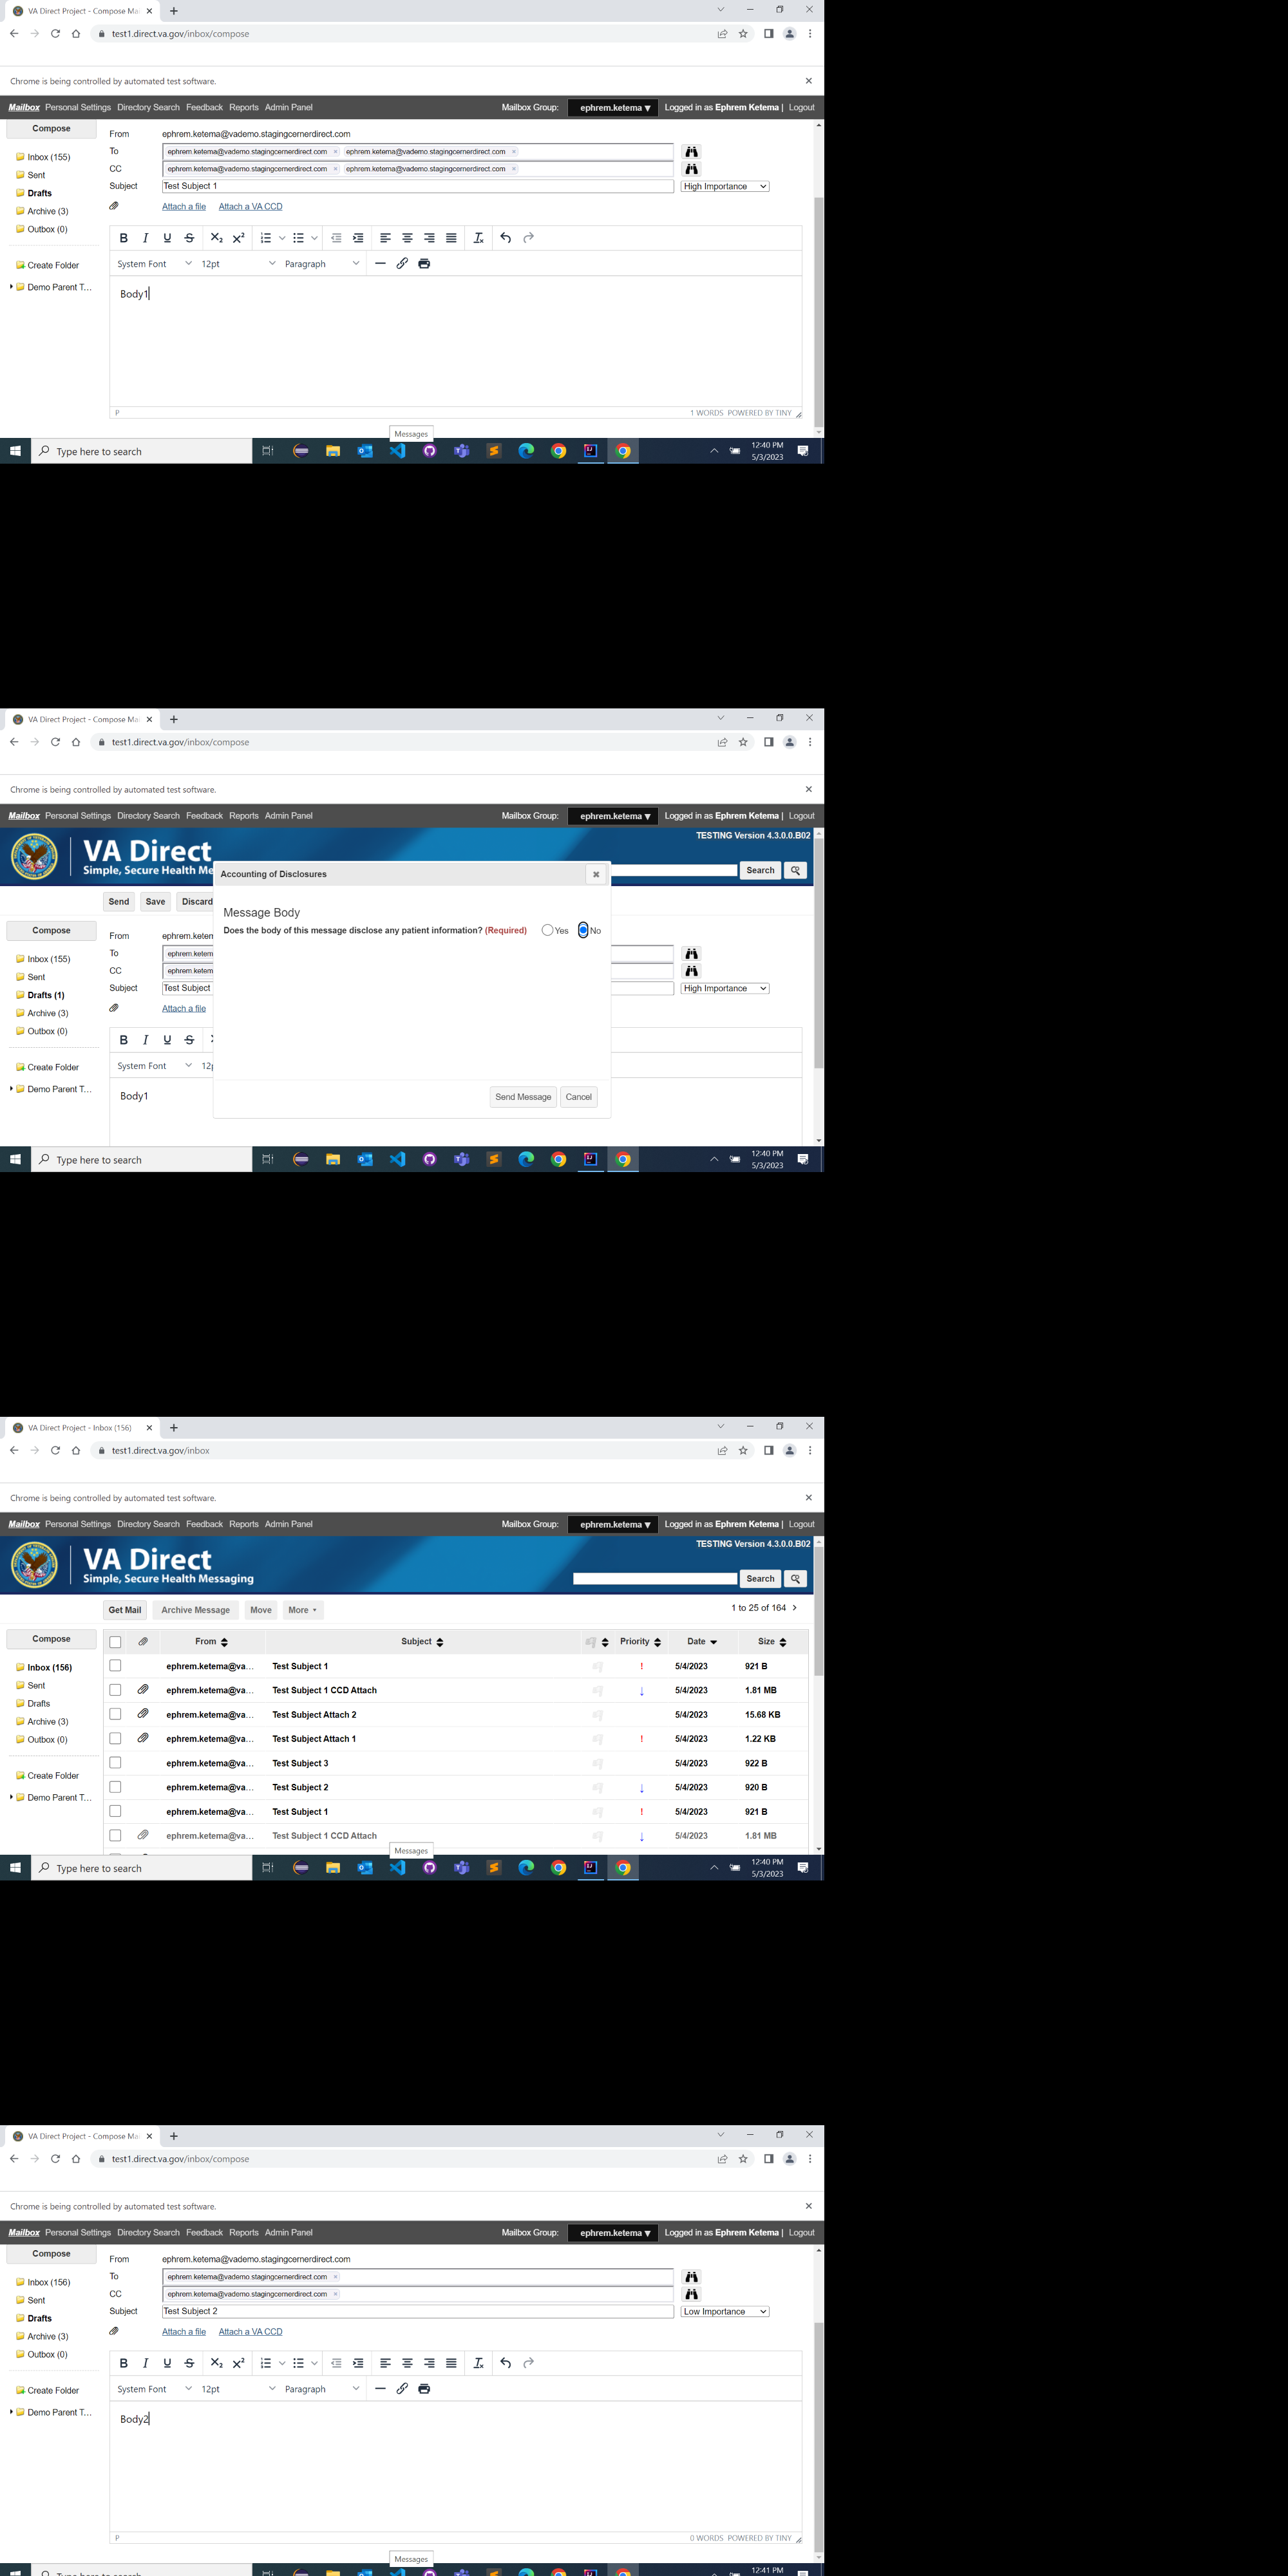 VA Direct Project - Compose Ma
test1.direct.va.gov/inbox/compose
Chrome is being controlled by automated test software.
Mailbox Personal Settings Directory Search Feedback Reports Admin Panel Mailbox Group: ephrem.ketema ▼ Logged in as Ephrem Ketema | Logout
Compose
From ephrem.ketema@vademo.stagingcernerdirect.com
Inbox (155)
To ephrem.ketema@vademo.stagingcernerdirect.com × ephrem.ketema@vademo.stagingcernerdirect.com ×
Sent
CC ephrem.ketema@vademo.stagingcernerdirect.com × ephrem.ketema@vademo.stagingcernerdirect.com ×
Drafts
Subject Test Subject 1 High Importance
Archive (3)
Attach a file Attach a VA CCD
Outbox (0)
Create Folder
System Font 12pt Paragraph
Demo Parent T...
Body1
P 1 WORDS POWERED BY TINY
Messages
Type here to search
12:40 PM
5/3/2023
VA Direct Project - Compose Ma
test1.direct.va.gov/inbox/compose
Chrome is being controlled by automated test software.
Mailbox Personal Settings Directory Search Feedback Reports Admin Panel Mailbox Group: ephrem.ketema ▼ Logged in as Ephrem Ketema | Logout
TESTING Version 4.3.0.0.B02
VA Direct
Simple, Secure Health Me
Search
Accounting of Disclosures
Send Save Discard
Message Body
Does the body of this message disclose any patient information? (Required) Yes No
Compose
From ephrem.keter
Inbox (155)
To ephrem.ketem
Sent
CC ephrem.ketem
Drafts (1)
Subject Test Subject High Importance
Archive (3)
Attach a file
Outbox (0)
Create Folder
System Font 12p
Demo Parent T...
Body1
Send Message Cancel
Type here to search
12:40 PM
5/3/2023
VA Direct Project - Inbox (156)
test1.direct.va.gov/inbox
Chrome is being controlled by automated test software.
Mailbox Personal Settings Directory Search Feedback Reports Admin Panel Mailbox Group: ephrem.ketema ▼ Logged in as Ephrem Ketema | Logout
TESTING Version 4.3.0.0.B02
VA Direct
Simple, Secure Health Messaging
Search
Get Mail Archive Message Move More 1 to 25 of 164
Compose
Inbox (156)
Sent
Drafts
Archive (3)
Outbox (0)
Create Folder
Demo Parent T...
From Subject Priority Date Size
ephrem.ketema@va... Test Subject 1 ! 5/4/2023 921 B
ephrem.ketema@va... Test Subject 1 CCD Attach ↓ 5/4/2023 1.81 MB
ephrem.ketema@va... Test Subject Attach 2 5/4/2023 15.68 KB
ephrem.ketema@va... Test Subject Attach 1 ! 5/4/2023 1.22 KB
ephrem.ketema@va... Test Subject 3 5/4/2023 922 B
ephrem.ketema@va... Test Subject 2 ↓ 5/4/2023 920 B
ephrem.ketema@va... Test Subject 1 ! 5/4/2023 921 B
ephrem.ketema@va... Test Subject 1 CCD Attach ↓ 5/4/2023 1.81 MB
Messages
Type here to search
12:40 PM
5/3/2023
VA Direct Project - Compose Ma
test1.direct.va.gov/inbox/compose
Chrome is being controlled by automated test software.
Mailbox Personal Settings Directory Search Feedback Reports Admin Panel Mailbox Group: ephrem.ketema ▼ Logged in as Ephrem Ketema | Logout
Compose
From ephrem.ketema@vademo.stagingcernerdirect.com
Inbox (156)
To ephrem.ketema@vademo.stagingcernerdirect.com ×
Sent
CC ephrem.ketema@vademo.stagingcernerdirect.com ×
Drafts
Subject Test Subject 2 Low Importance
Archive (3)
Attach a file Attach a VA CCD
Outbox (0)
Create Folder
System Font 12pt Paragraph
Demo Parent T...
Body2
P 0 WORDS POWERED BY TINY
Messages
Type here to search
12:41 PM